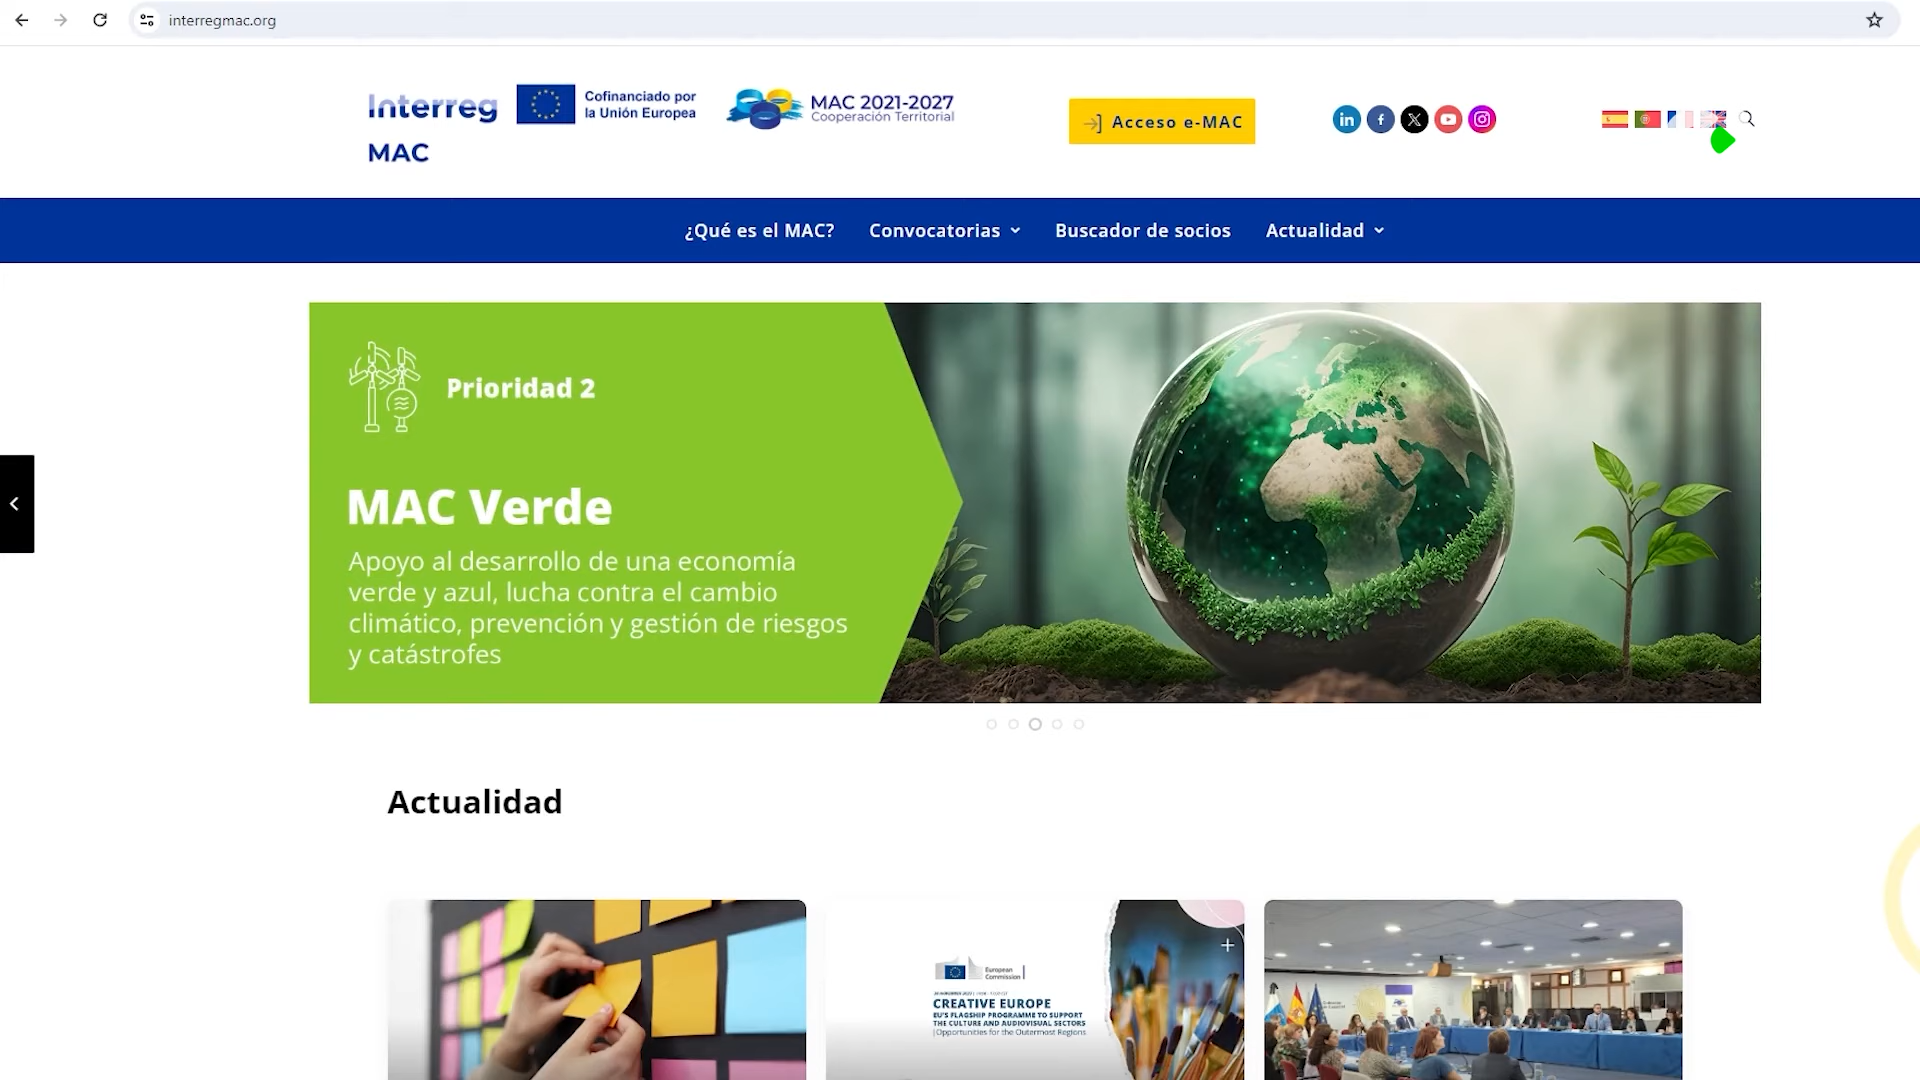 interregmac.org
Interreg
MAC
Cofinanciado por
la Unión Europea
MAC 2021-2027
Cooperación Territorial
Acceso e-MAC
¿Qué es el MAC?
Convocatorias
Buscador de socios
Actualidad
Prioridad 2
MAC Verde
Apoyo al desarrollo de una economía
verde y azul, lucha contra el cambio
climático, prevención y gestión de riesgos
y catástrofes
Actualidad
European
Commission
CREATIVE EUROPE
EU'S FLAGSHIP PROGRAMME TO SUPPORT
THE CULTURE AND AUDIOVISUAL SECTORS
Opportunities for the Outermost Regions